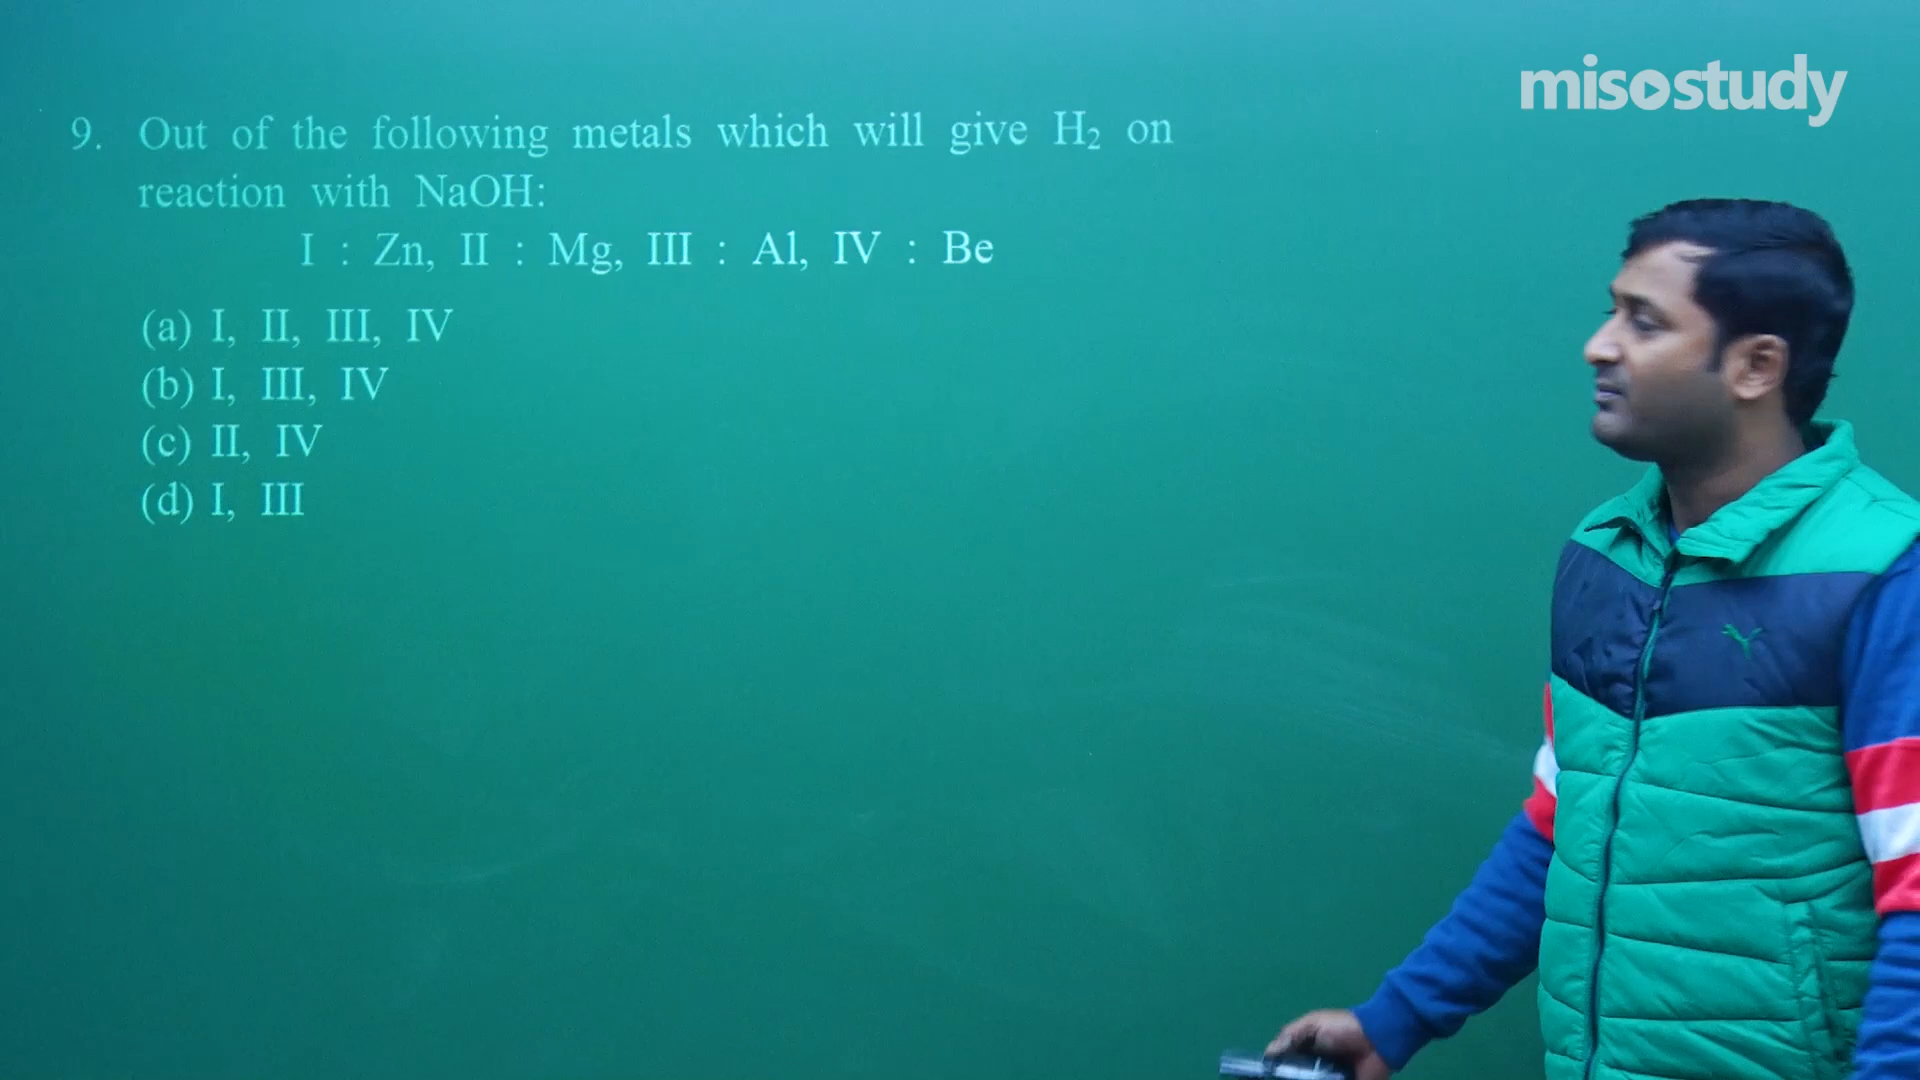 misostudy
9. Out of the following metals which will give H₂ on
reaction with NaOH:
I : Zn, II : Mg, III : Al, IV : Be
(a) I, II, III, IV
(b) I, III, IV
(c) II, IV
(d) I, III